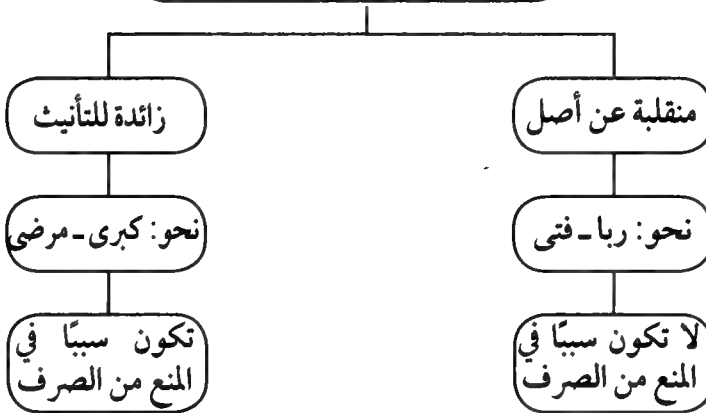 منقلبة عن أصل
زائدة للتأنيث
نحو: ربا ـ فتى
نحو: كبرى ـ مرضى
لا تكون سببًا في
المنع من الصرف
تكون سببًا في
المنع من الصرف